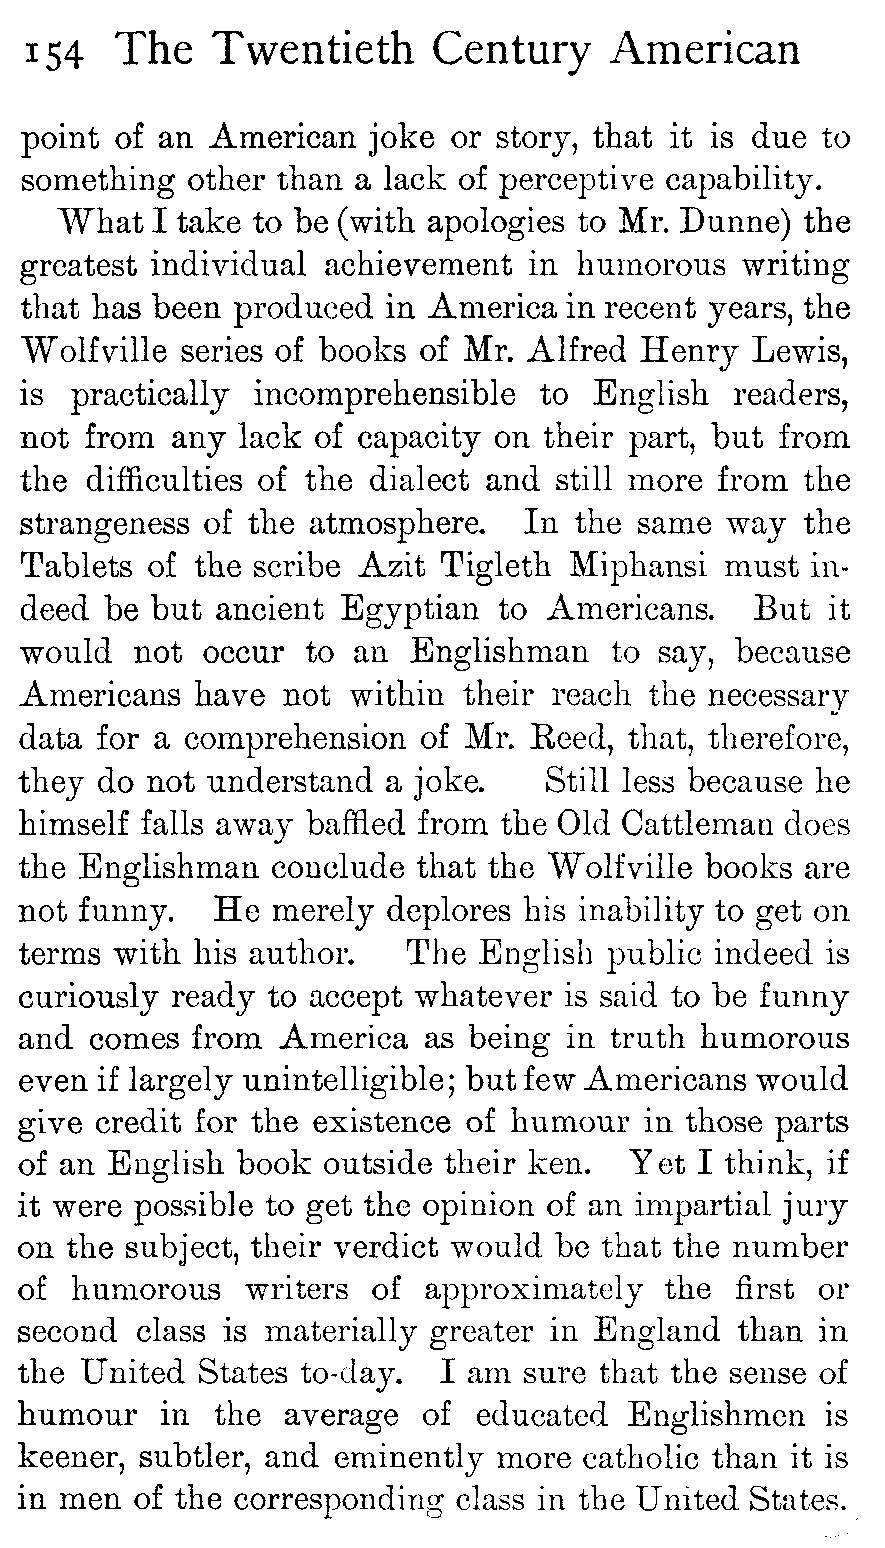 154 The Twentieth Century American
point of an American joke or story, that it is due to
something other than a lack of perceptive capability.
What I take to be (with apologies to Mr. Dunne) the
greatest individual achievement in humorous writing
that has been produced in America in recent years, the
Wolfville series of books of Mr. Alfred Henry Lewis,
is practically incomprehensible to English readers,
not from any lack of capacity on their part, but from
the difficulties of the dialect and still more from the
strangeness of the atmosphere. In the same way the
Tablets of the scribe Azit Tigleth Miphansi must in-
deed be but ancient Egyptian to Americans. But it
would not occur to an Englishman to say, because
Americans have not within their reach the necessary
data for a comprehension of Mr. Reed, that, therefore,
they do not understand a joke. Still less because he
himself falls away baffled from the Old Cattleman does
the Englishman conclude that the Wolfville books are
not funny. He merely deplores his inability to get on
terms with his author. The English public indeed is
curiously ready to accept whatever is said to be funny
and comes from America as being in truth humorous
even if largely unintelligible; but few Americans would
give credit for the existence of humour in those parts
of an English book outside their ken. Yet I think, if
it were possible to get the opinion of an impartial jury
on the subject, their verdict would be that the number
of humorous writers of approximately the first or
second class is materially greater in England than in
the United States to-day. I am sure that the sense of
humour in the average of educated Englishmen is
keener, subtler, and eminently more catholic than it is
in men of the corresponding class in the United States.